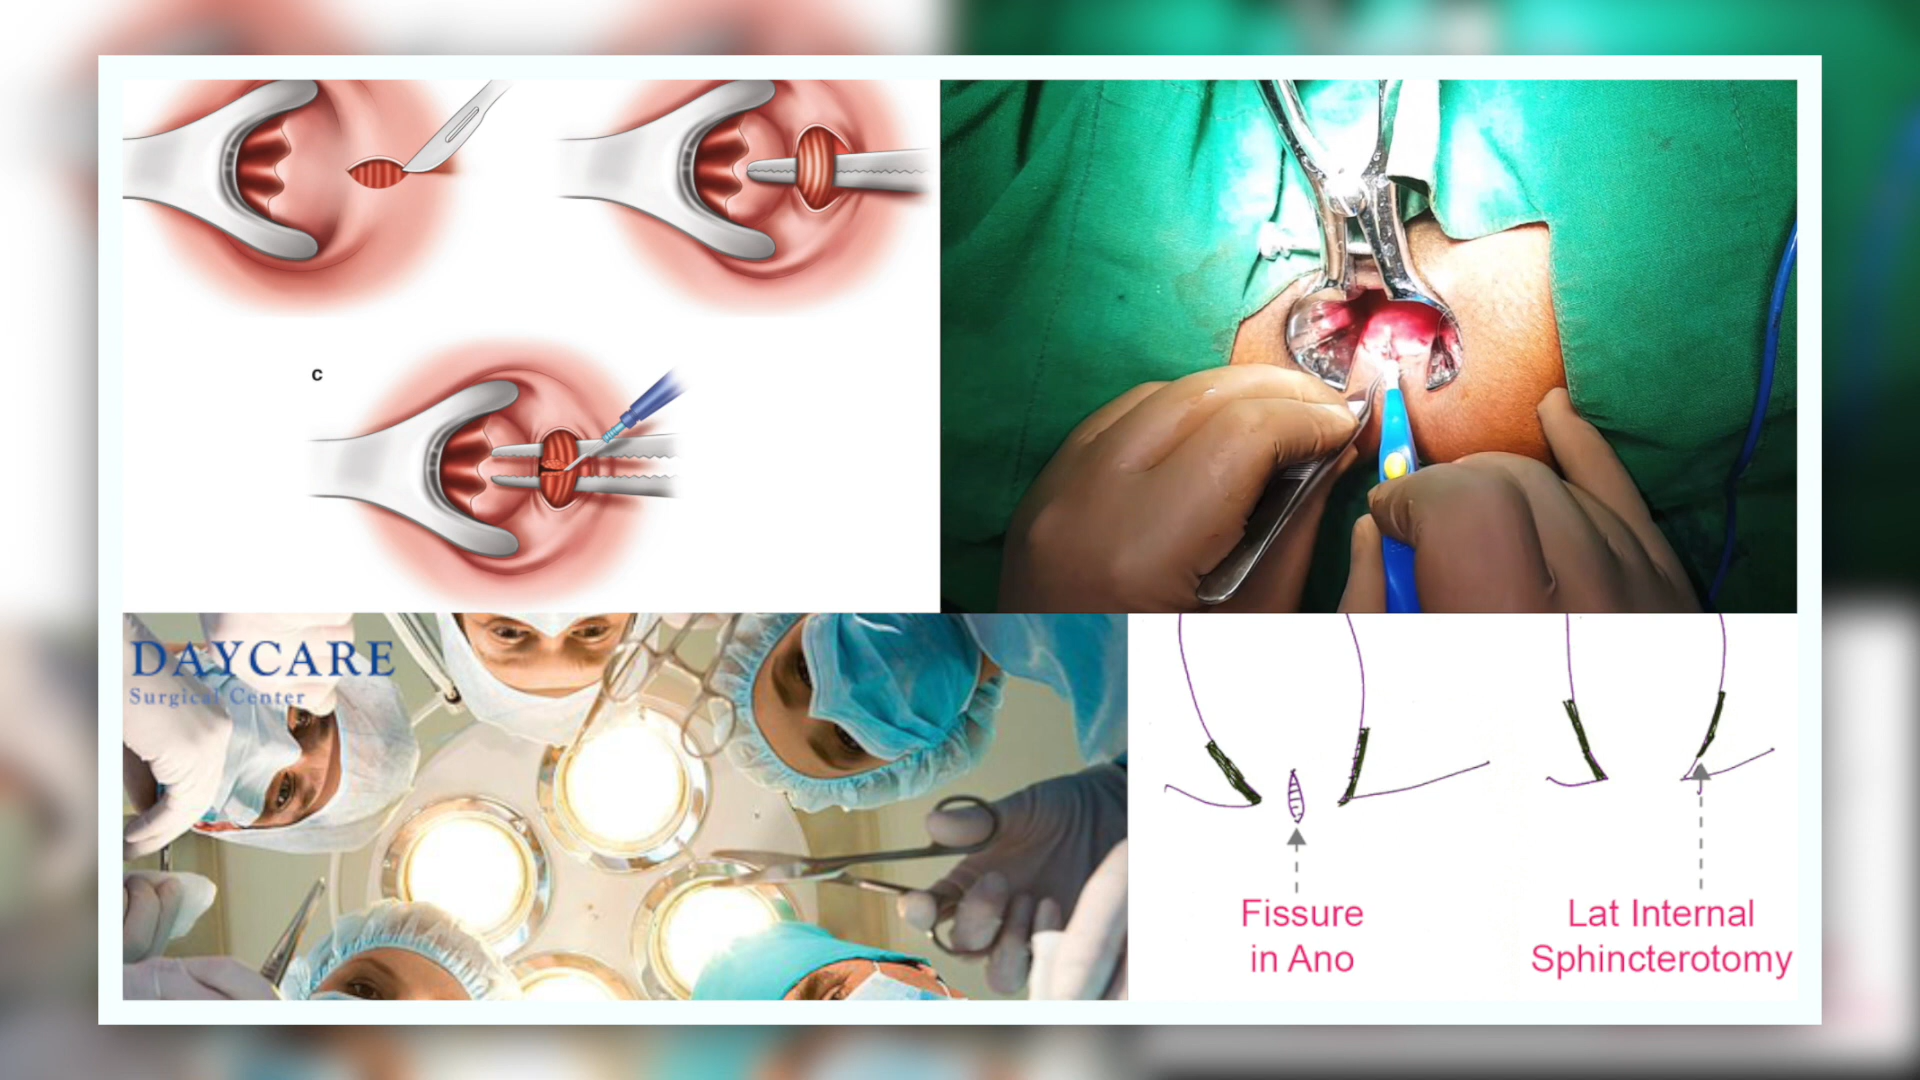 c
DAYCARE
Surgical Center
Fissure
in Ano
Lat Internal
Sphincterotomy